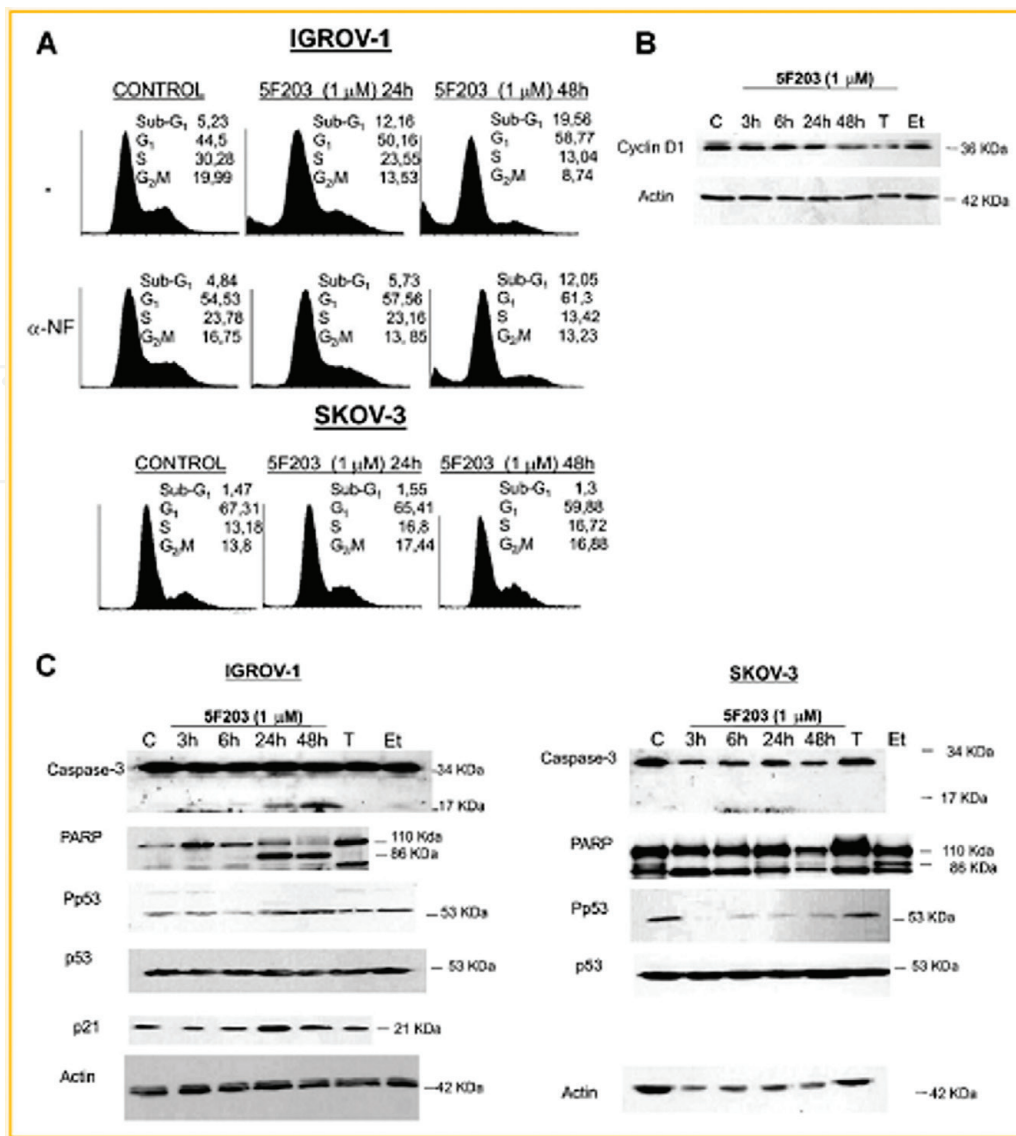 A
IGROV-1
CONTROL
Sub-G₁ 5,23
G₁ 44,5
S 30,28
G₂/M 19,99
5F203 (1 μM) 24h
Sub-G₁ 12,16
G₁ 50,16
S 23,55
G₂/M 13,53
5F203 (1 μM) 48h
Sub-G₁ 19,56
G₁ 58,77
S 13,04
G₂/M 8,74
-
α-NF
Sub-G₁ 4,84
G₁ 54,53
S 23,78
G₂/M 16,75
Sub-G₁ 5,73
G₁ 57,56
S 23,16
G₂/M 13, 85
Sub-G₁ 12,05
G₁ 61,3
S 13,42
G₂/M 13,23
SKOV-3
CONTROL
Sub-G₁ 1,47
G₁ 67,31
S 13,18
G₂/M 13,8
5F203 (1 μM) 24h
Sub-G₁ 1,55
G₁ 65,41
S 16,8
G₂/M 17,44
5F203 (1 μM) 48h
Sub-G₁ 1,3
G₁ 59,88
S 16,72
G₂/M 16,88
B
5F203 (1 μM)
C 3h 6h 24h 48h T Et
Cyclin D1 36 KDa
Actin 42 KDa
C
IGROV-1
5F203 (1 μM)
C 3h 6h 24h 48h T Et
Caspase-3 34 KDa
17 KDa
PARP 110 Kda
86 KDa
Pp53 53 KDa
p53 53 KDa
p21 21 KDa
Actin 42 KDa
SKOV-3
5F203 (1 μM)
C 3h 6h 24h 48h T Et
Caspase-3 34 KDa
17 KDa
PARP 110 Kda
86 KDa
Pp53 53 KDa
p53 53 KDa
Actin 42 KDa